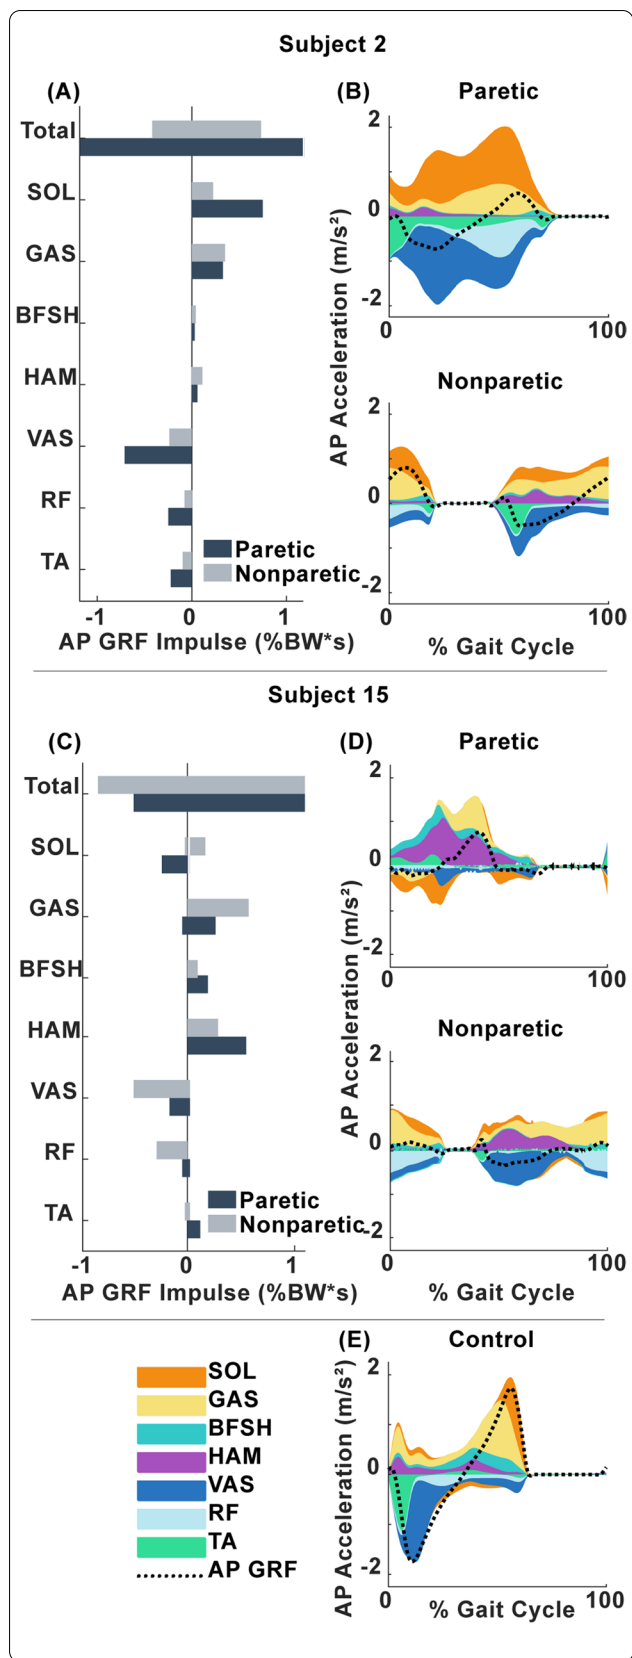 Subject 2
(A)
Total
SOL
GAS
BFSH
HAM
VAS
RF
TA
Paretic
Nonparetic
-1 0 1
AP GRF Impulse (%BW*s)
(B) Paretic
AP Acceleration (m/s²)
2
0
-2
0 100
Nonparetic
2
0
-2
0 100
% Gait Cycle
Subject 15
(C)
Total
SOL
GAS
BFSH
HAM
VAS
RF
TA
Paretic
Nonparetic
-1 0 1
AP GRF Impulse (%BW*s)
(D) Paretic
AP Acceleration (m/s²)
2
0
-2
0 100
Nonparetic
2
0
-2
0 100
% Gait Cycle
SOL
GAS
BFSH
HAM
VAS
RF
TA
AP GRF
(E) Control
AP Acceleration (m/s²)
2
0
-2
0 100
% Gait Cycle